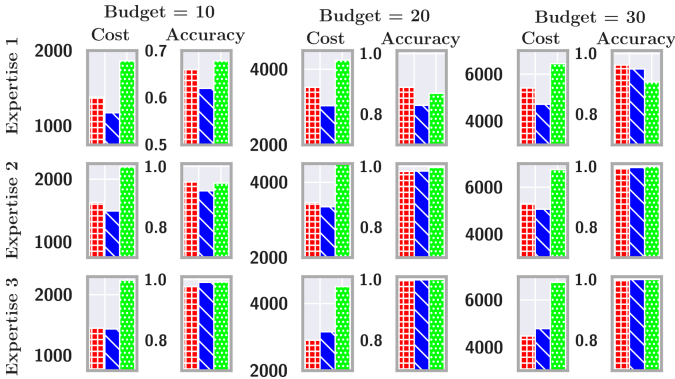 Budget = 10 Budget = 20 Budget = 30
Cost Accuracy Cost Accuracy Cost Accuracy
Expertise 1
2000 0.7 4000 1.0 6000 1.0
0.6 0.8 0.8
1000 0.5 2000 4000
Expertise 2
2000 1.0 4000 1.0 6000 1.0
1000 0.8 2000 0.8 4000 0.8
Expertise 3
2000 1.0 4000 1.0 6000 1.0
1000 0.8 2000 0.8 4000 0.8